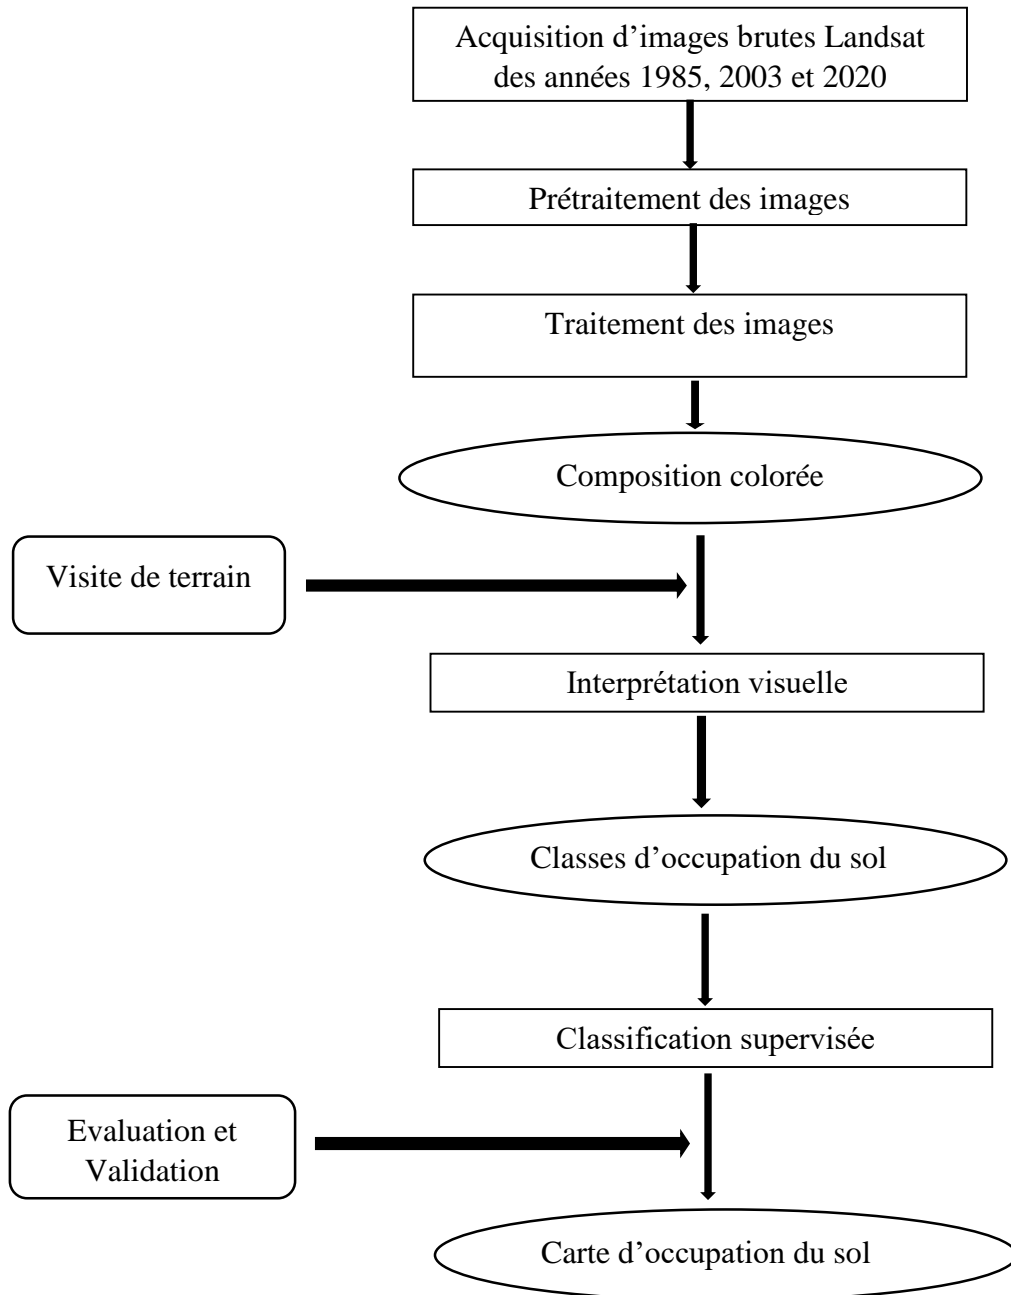 Acquisition d’images brutes Landsat
des années 1985, 2003 et 2020
Prétraitement des images
Traitement des images
Composition colorée
Visite de terrain
Interprétation visuelle
Classes d’occupation du sol
Classification supervisée
Evaluation et
Validation
Carte d’occupation du sol